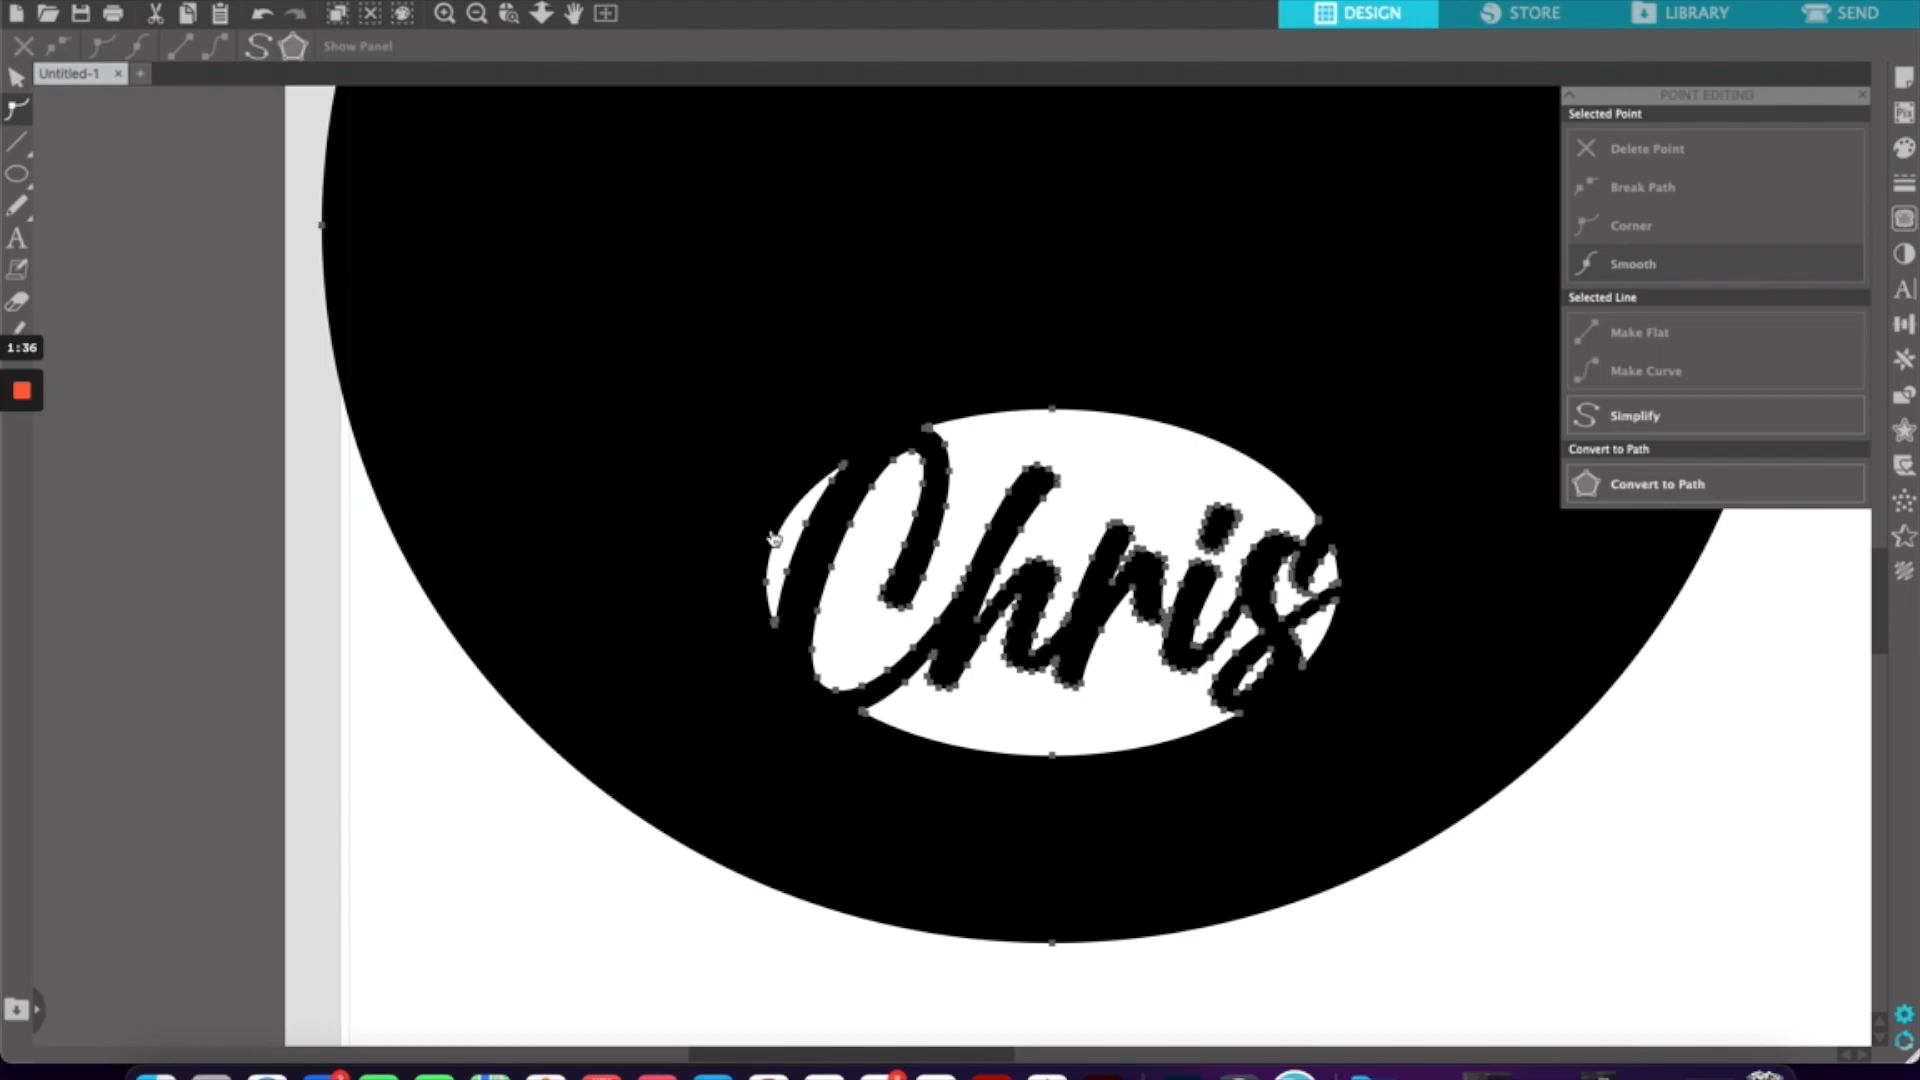 DESIGN
STORE
LIBRARY
SEND
Show Panel
Untitled-1
POINT EDITING
Selected Point
Delete Point
Break Path
Corner
Smooth
Selected Line
Make Flat
Make Curve
Simplify
Convert to Path
Convert to Path
1:36
Chris